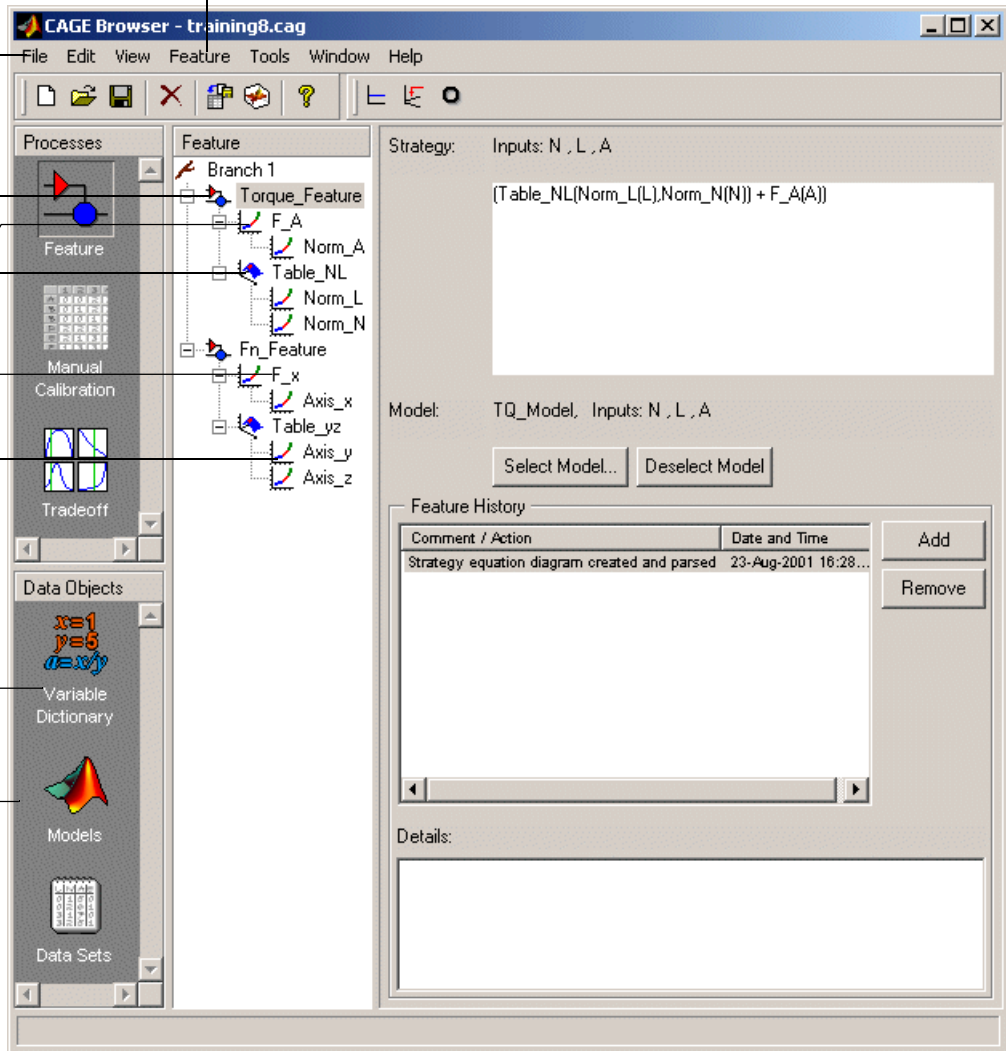 CAGE Browser - training8.cag
File Edit View Feature Tools Window Help
Processes
Feature
Manual
Calibration
Tradeoff
Data Objects
x=1
y=5
a=x/y
Variable
Dictionary
Models
Data Sets
Feature
Branch 1
Torque_Feature
F_A
Norm_A
Table_NL
Norm_L
Norm_N
Fn_Feature
F_x
Axis_x
Table_yz
Axis_y
Axis_z
Strategy: Inputs: N , L , A
(Table_NL(Norm_L(L),Norm_N(N)) + F_A(A))
Model: TQ_Model, Inputs: N , L , A
Select Model... Deselect Model
Feature History
Comment / Action Date and Time
Strategy equation diagram created and parsed 23-Aug-2001 16:28...
Add
Remove
Details: